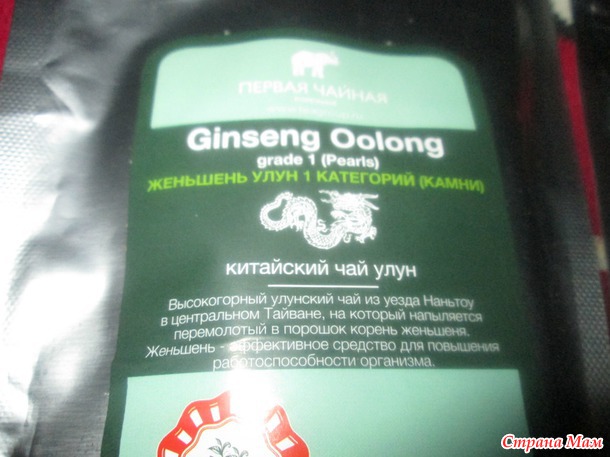 ПЕРВАЯ ЧАЙНАЯ
Ginseng Oolong
grade 1 (Pearls)
ЖЕНЬШЕНЬ УЛУН 1 КАТЕГОРИЙ (КАМНИ)
китайский чай улун
Высокогорный улунский чай из уезда Наньтоу
в центральном Тайване, на который напыляется
перемолотый в порошок корень женьшеня.
Женьшень - эффективное средство для повышения
работоспособности организма.
Страна Мам